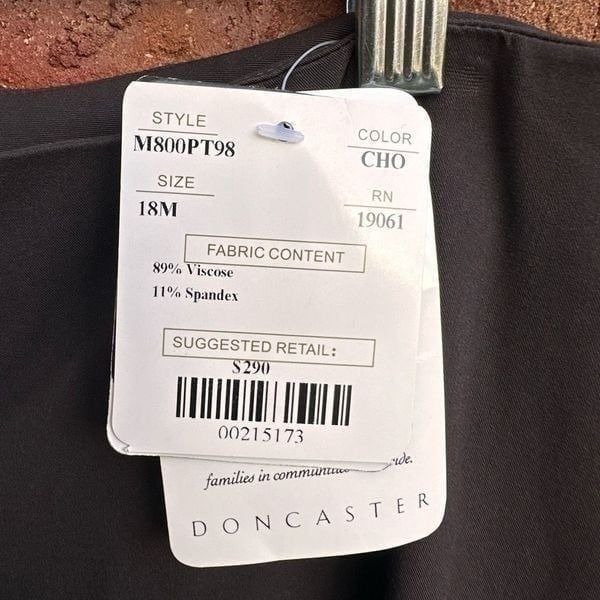 STYLE
M800PT98
COLOR
CHO
SIZE
18M
RN
19061
FABRIC CONTENT
89% Viscose
11% Spandex
SUGGESTED RETAIL:
$290
00215173
families in
DONCASTER